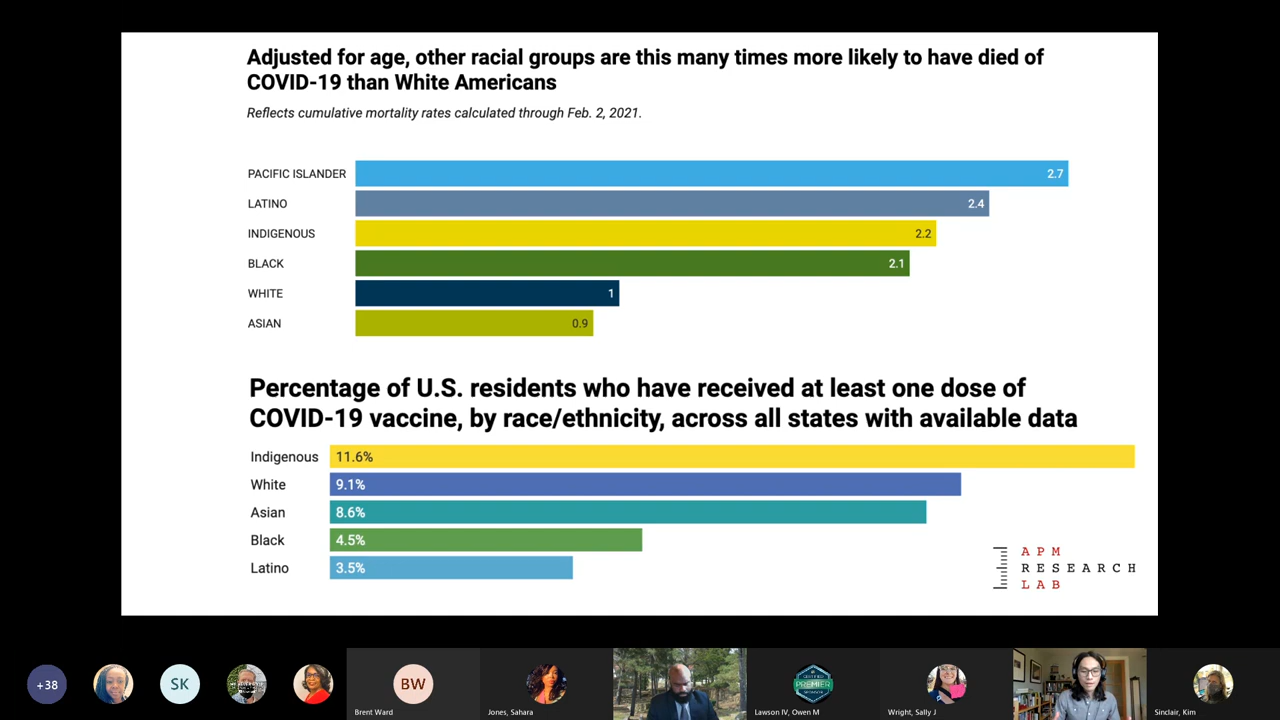 Adjusted for age, other racial groups are this many times more likely to have died of
COVID-19 than White Americans
Reflects cumulative mortality rates calculated through Feb. 2, 2021.
PACIFIC ISLANDER 2.7
LATINO 2.4
INDIGENOUS 2.2
BLACK 2.1
WHITE 1
ASIAN 0.9
Percentage of U.S. residents who have received at least one dose of
COVID-19 vaccine, by race/ethnicity, across all states with available data
Indigenous 11.6%
White 9.1%
Asian 8.6%
Black 4.5%
Latino 3.5%
APM
RESEARCH
LAB
+38
SK
BW
Brent Ward
Jones, Sahara
CERTIFIED
PREMIER
SPONSOR
Lawson IV, Owen M
Wright, Sally J
Sinclair, Kim